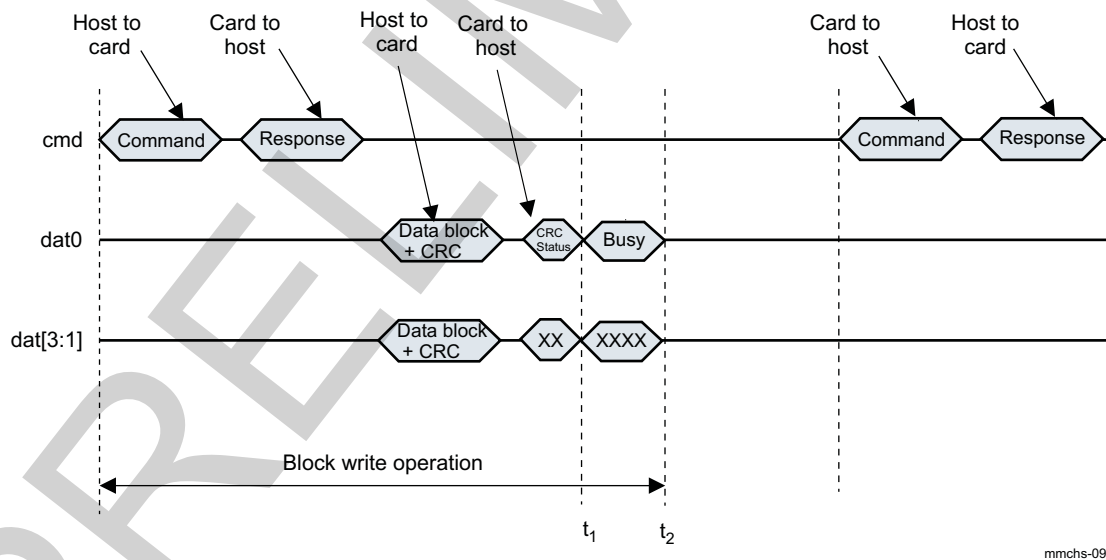 Host to
card
Card to
host
Host to
card
Card to
host
Card to
host
Host to
card
cmd
Command
Response
Command
Response
dat0
Data block
+ CRC
CRC
Status
Busy
dat[3:1]
Data block
+ CRC
XX
XXXX
Block write operation
t1
t2
mmchs-09